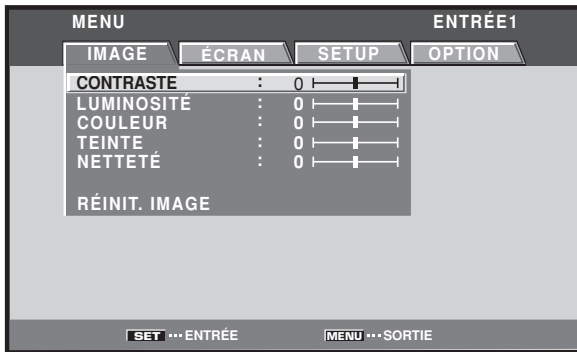 MENU ENTRÉE1
IMAGE ÉCRAN SETUP OPTION
CONTRASTE : 0
LUMINOSITÉ : 0
COULEUR : 0
TEINTE : 0
NETTETÉ : 0
RÉINIT. IMAGE
SET ··· ENTRÉE MENU ··· SORTIE